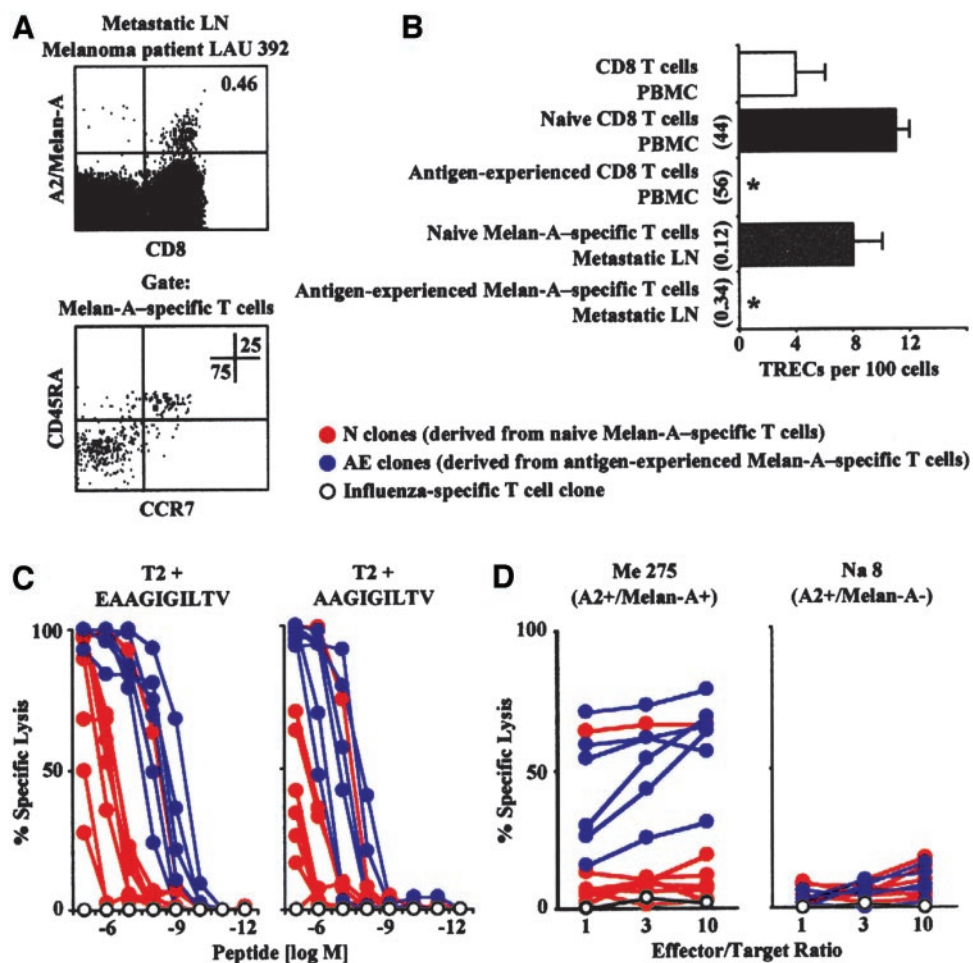 A
Metastatic LN
Melanoma patient LAU 392
0.46
A2/Melan-A
CD8
Gate:
Melan-A–specific T cells
25
75
CD45RA
CCR7
B
CD8 T cells
PBMC
Naive CD8 T cells
PBMC
(44)
Antigen-experienced CD8 T cells
PBMC
(56)
*
Naive Melan-A–specific T cells
Metastatic LN
(0.12)
Antigen-experienced Melan-A–specific T cells
Metastatic LN
(0.34)
*
0 4 8 12
TRECs per 100 cells
N clones (derived from naive Melan-A–specific T cells)
AE clones (derived from antigen-experienced Melan-A–specific T cells)
Influenza-specific T cell clone
C
T2 +
EAAGIGILTV
T2 +
AAGIGILTV
% Specific Lysis
100
50
0
-6 -9 -12
-6 -9 -12
Peptide [log M]
D
Me 275
(A2+/Melan-A+)
Na 8
(A2+/Melan-A-)
% Specific Lysis
100
50
0
1 3 10
1 3 10
Effector/Target Ratio